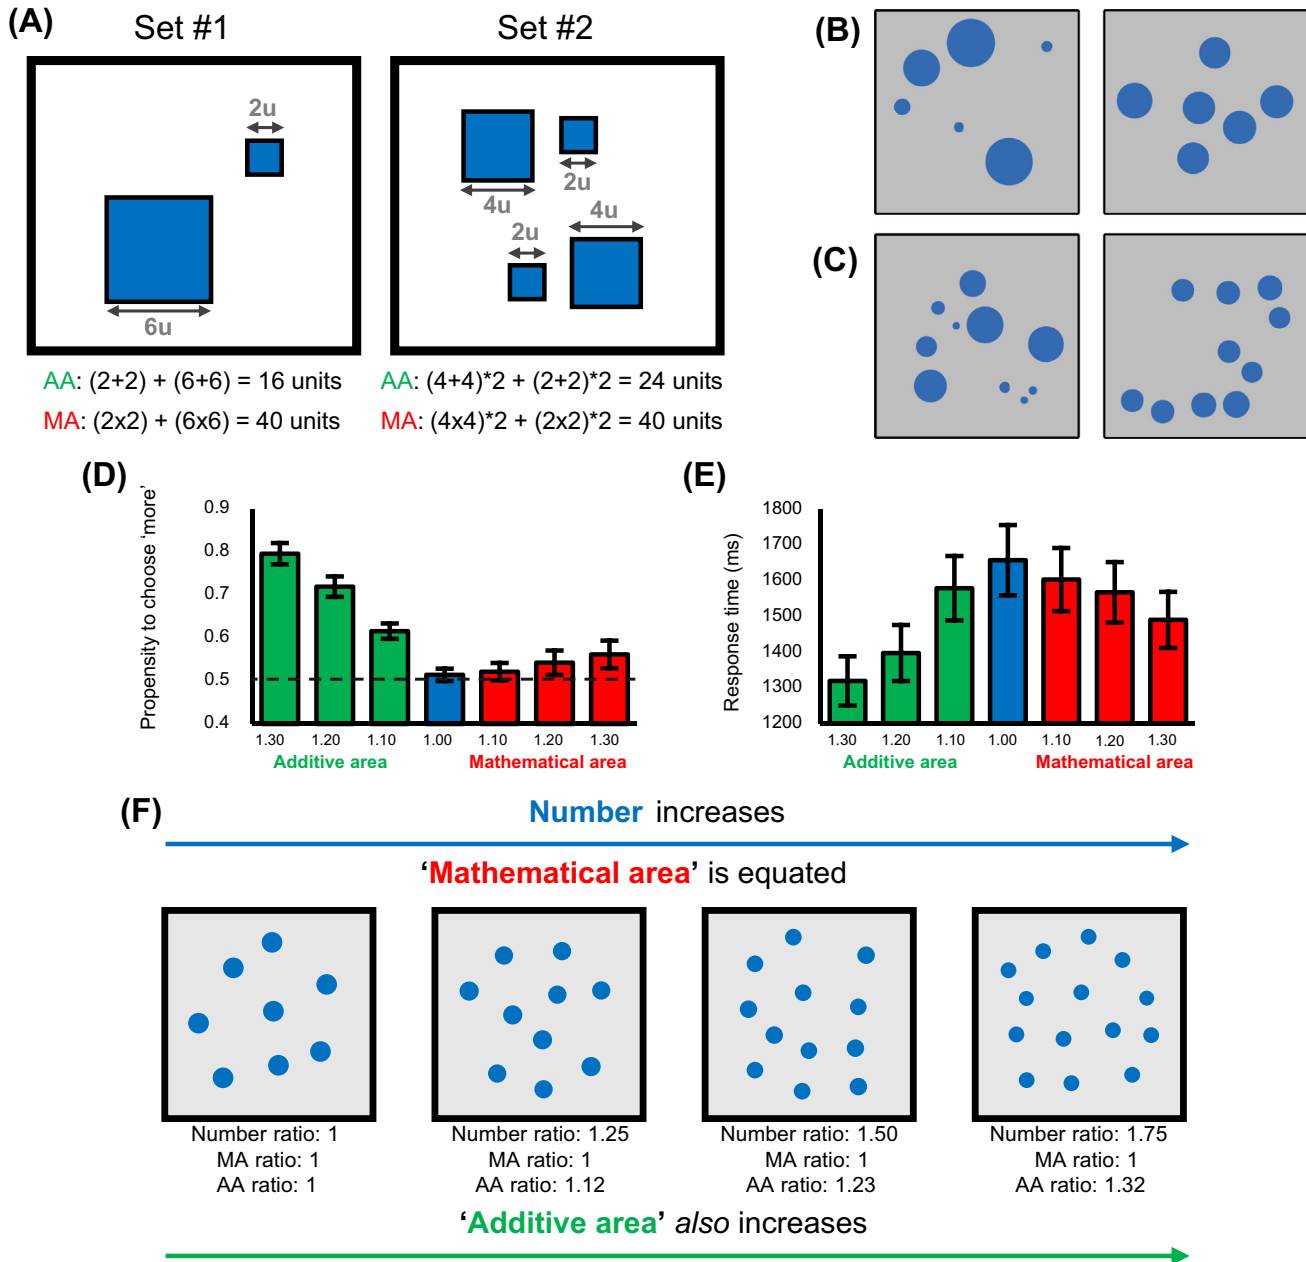 (A)
Set #1
Set #2
2u
6u
4u
2u
2u
4u
AA: (2+2) + (6+6) = 16 units
MA: (2x2) + (6x6) = 40 units
AA: (4+4)*2 + (2+2)*2 = 24 units
MA: (4x4)*2 + (2x2)*2 = 40 units
(B)
(C)
(D)
Propensity to choose ‘more’
0.9
0.8
0.7
0.6
0.5
0.4
1.30 1.20 1.10 1.00 1.10 1.20 1.30
Additive area Mathematical area
(E)
Response time (ms)
1800
1700
1600
1500
1400
1300
1200
1.30 1.20 1.10 1.00 1.10 1.20 1.30
Additive area Mathematical area
(F)
Number increases
‘Mathematical area’ is equated
Number ratio: 1
MA ratio: 1
AA ratio: 1
Number ratio: 1.25
MA ratio: 1
AA ratio: 1.12
Number ratio: 1.50
MA ratio: 1
AA ratio: 1.23
Number ratio: 1.75
MA ratio: 1
AA ratio: 1.32
‘Additive area’ also increases